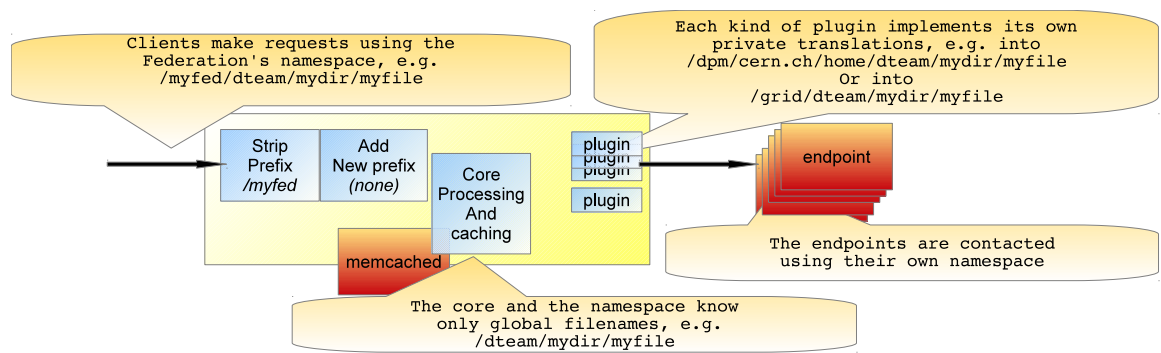 Clients make requests using the
Federation's namespace, e.g.
/myfed/dteam/mydir/myfile
Each kind of plugin implements its own
private translations, e.g. into
/dpm/cern.ch/home/dteam/mydir/myfile
Or into
/grid/dteam/mydir/myfile
Strip
Prefix
/myfed
Add
New prefix
(none)
Core
Processing
And
caching
memcached
plugin
plugin
plugin
plugin
endpoint
The endpoints are contacted
using their own namespace
The core and the namespace know
only global filenames, e.g.
/dteam/mydir/myfile